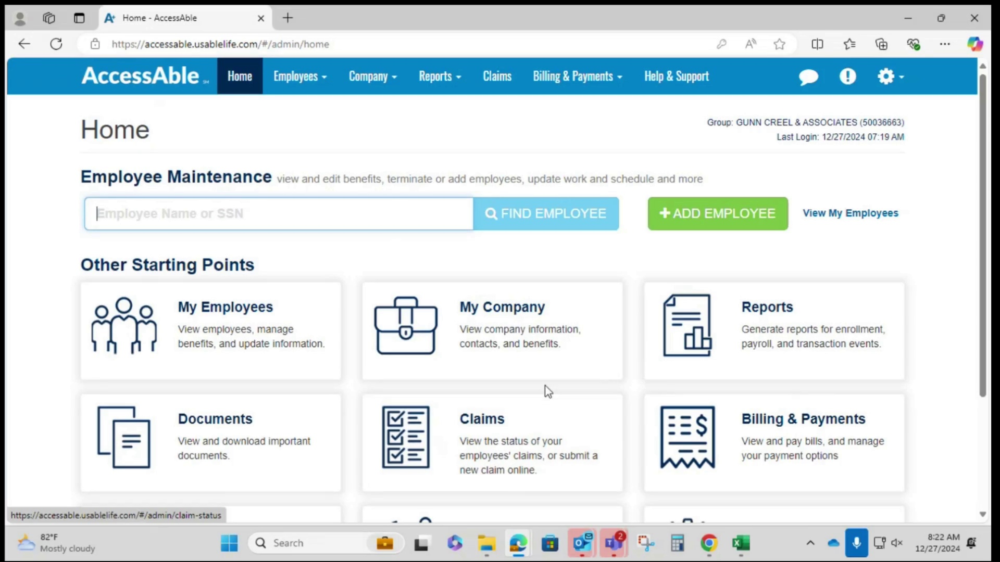 Home - AccessAble
https://accessable.usablelife.com/#/admin/home
AccessAble SM
Home
Employees
Company
Reports
Claims
Billing & Payments
Help & Support
Home
Group: GUNN CREEL & ASSOCIATES (50036663)
Last Login: 12/27/2024 07:19 AM
Employee Maintenance view and edit benefits, terminate or add employees, update work and schedule and more
Employee Name or SSN
FIND EMPLOYEE
ADD EMPLOYEE
View My Employees
Other Starting Points
My Employees
View employees, manage
benefits, and update information.
My Company
View company information,
contacts, and benefits.
Reports
Generate reports for enrollment,
payroll, and transaction events.
Documents
View and download important
documents.
Claims
View the status of your
employees' claims, or submit a
new claim online.
Billing & Payments
View and pay bills, and manage
your payment options
https://accessable.usablelife.com/#/admin/claim-status
82°F
Mostly cloudy
Search
2
8:22 AM
12/27/2024